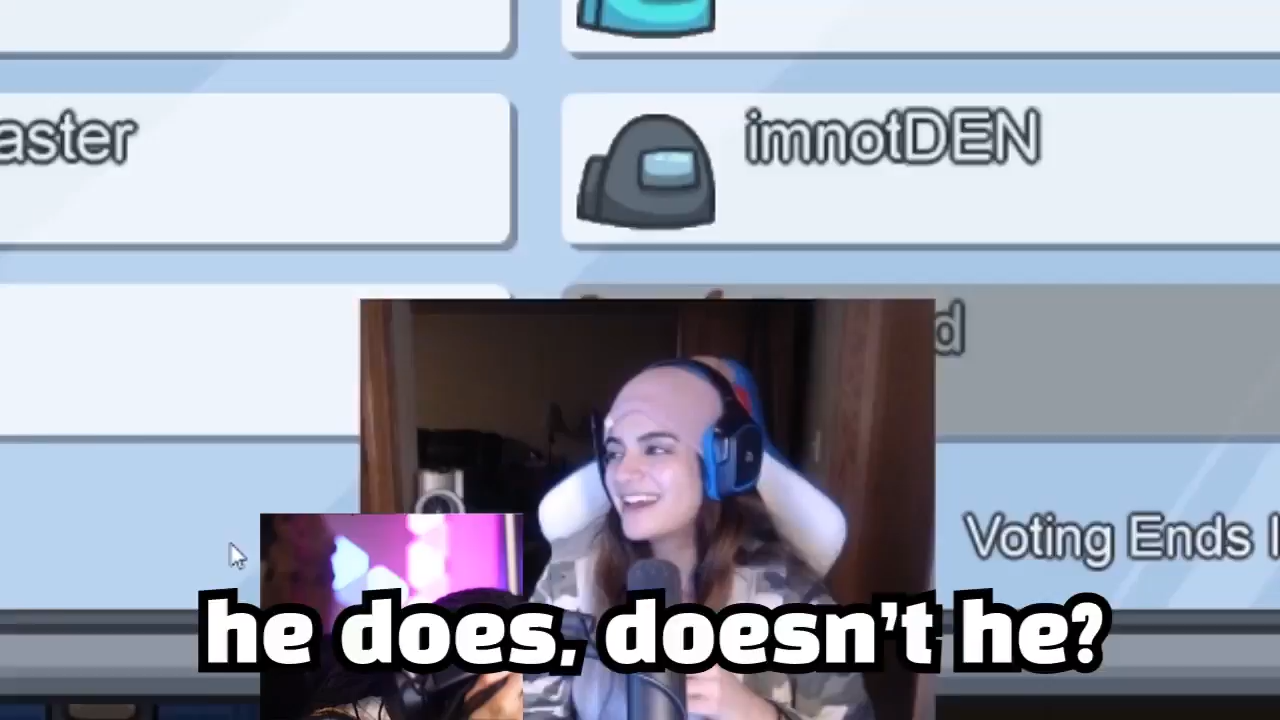 aster
imnotDEN
d
Voting Ends
he does, doesn't he?